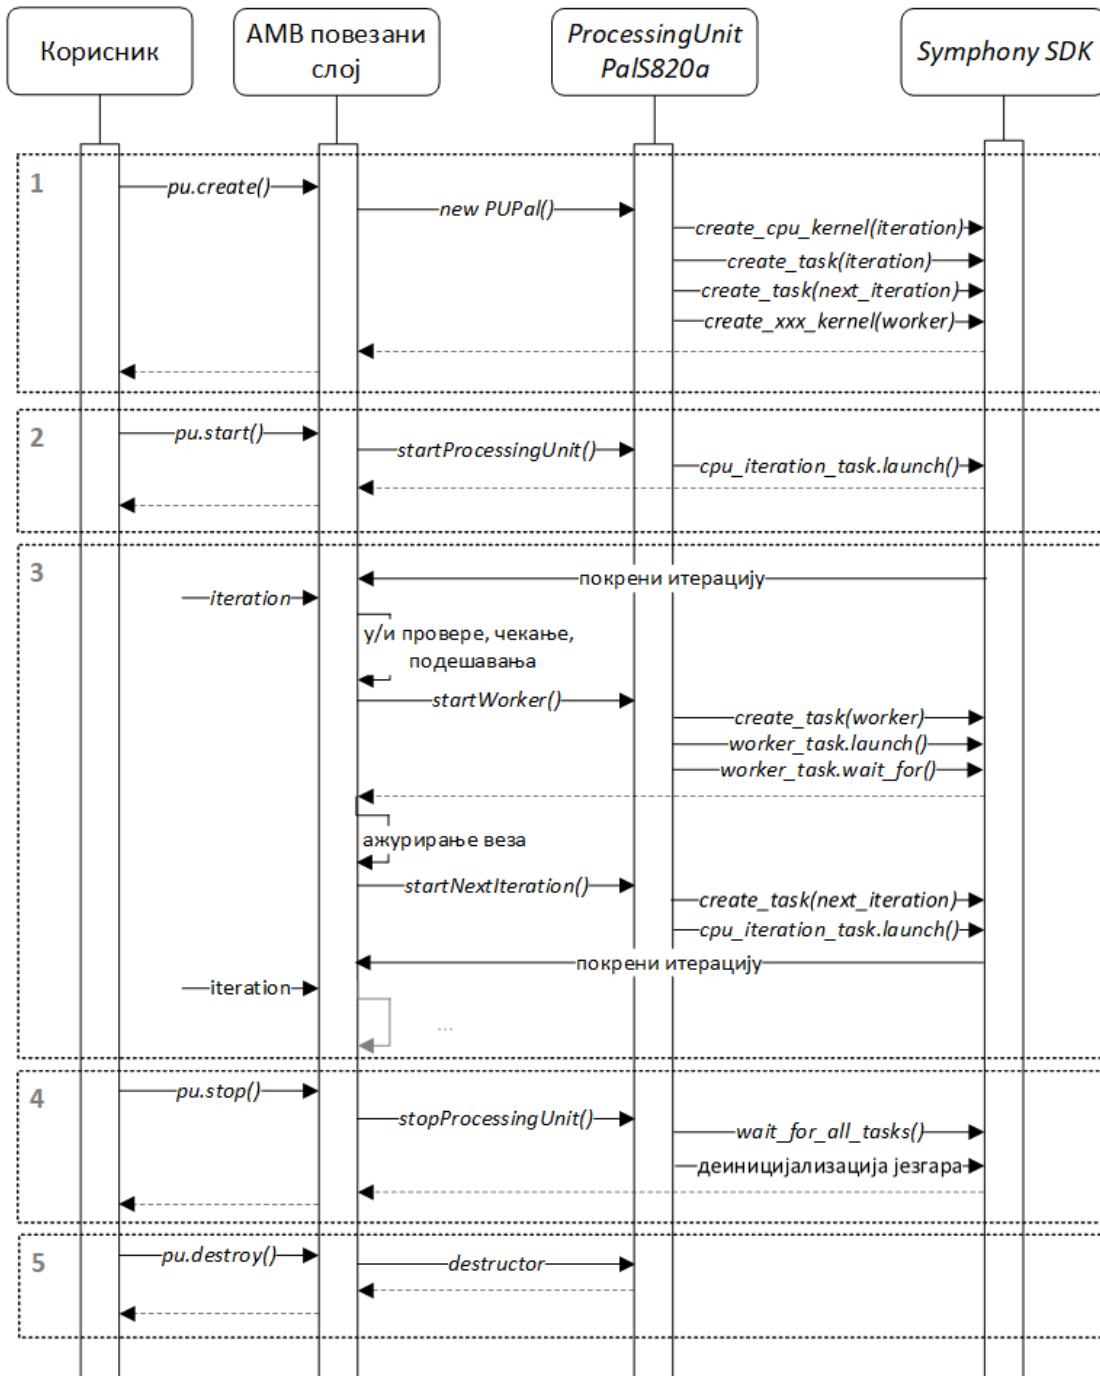 Корисник
АМВ повезани
слој
ProcessingUnit
PalS820a
Symphony SDK
1
pu.create()
new PUPal()
create_cpu_kernel(iteration)
create_task(iteration)
create_task(next_iteration)
create_xxx_kernel(worker)
2
pu.start()
startProcessingUnit()
cpu_iteration_task.launch()
3
покрени итерацију
iteration
у/и провере, чекање,
подешавања
startWorker()
create_task(worker)
worker_task.launch()
worker_task.wait_for()
ажурирање веза
startNextIteration()
create_task(next_iteration)
cpu_iteration_task.launch()
покрени итерацију
iteration
...
4
pu.stop()
stopProcessingUnit()
wait_for_all_tasks()
деиницијализација језгара
5
pu.destroy()
destructor